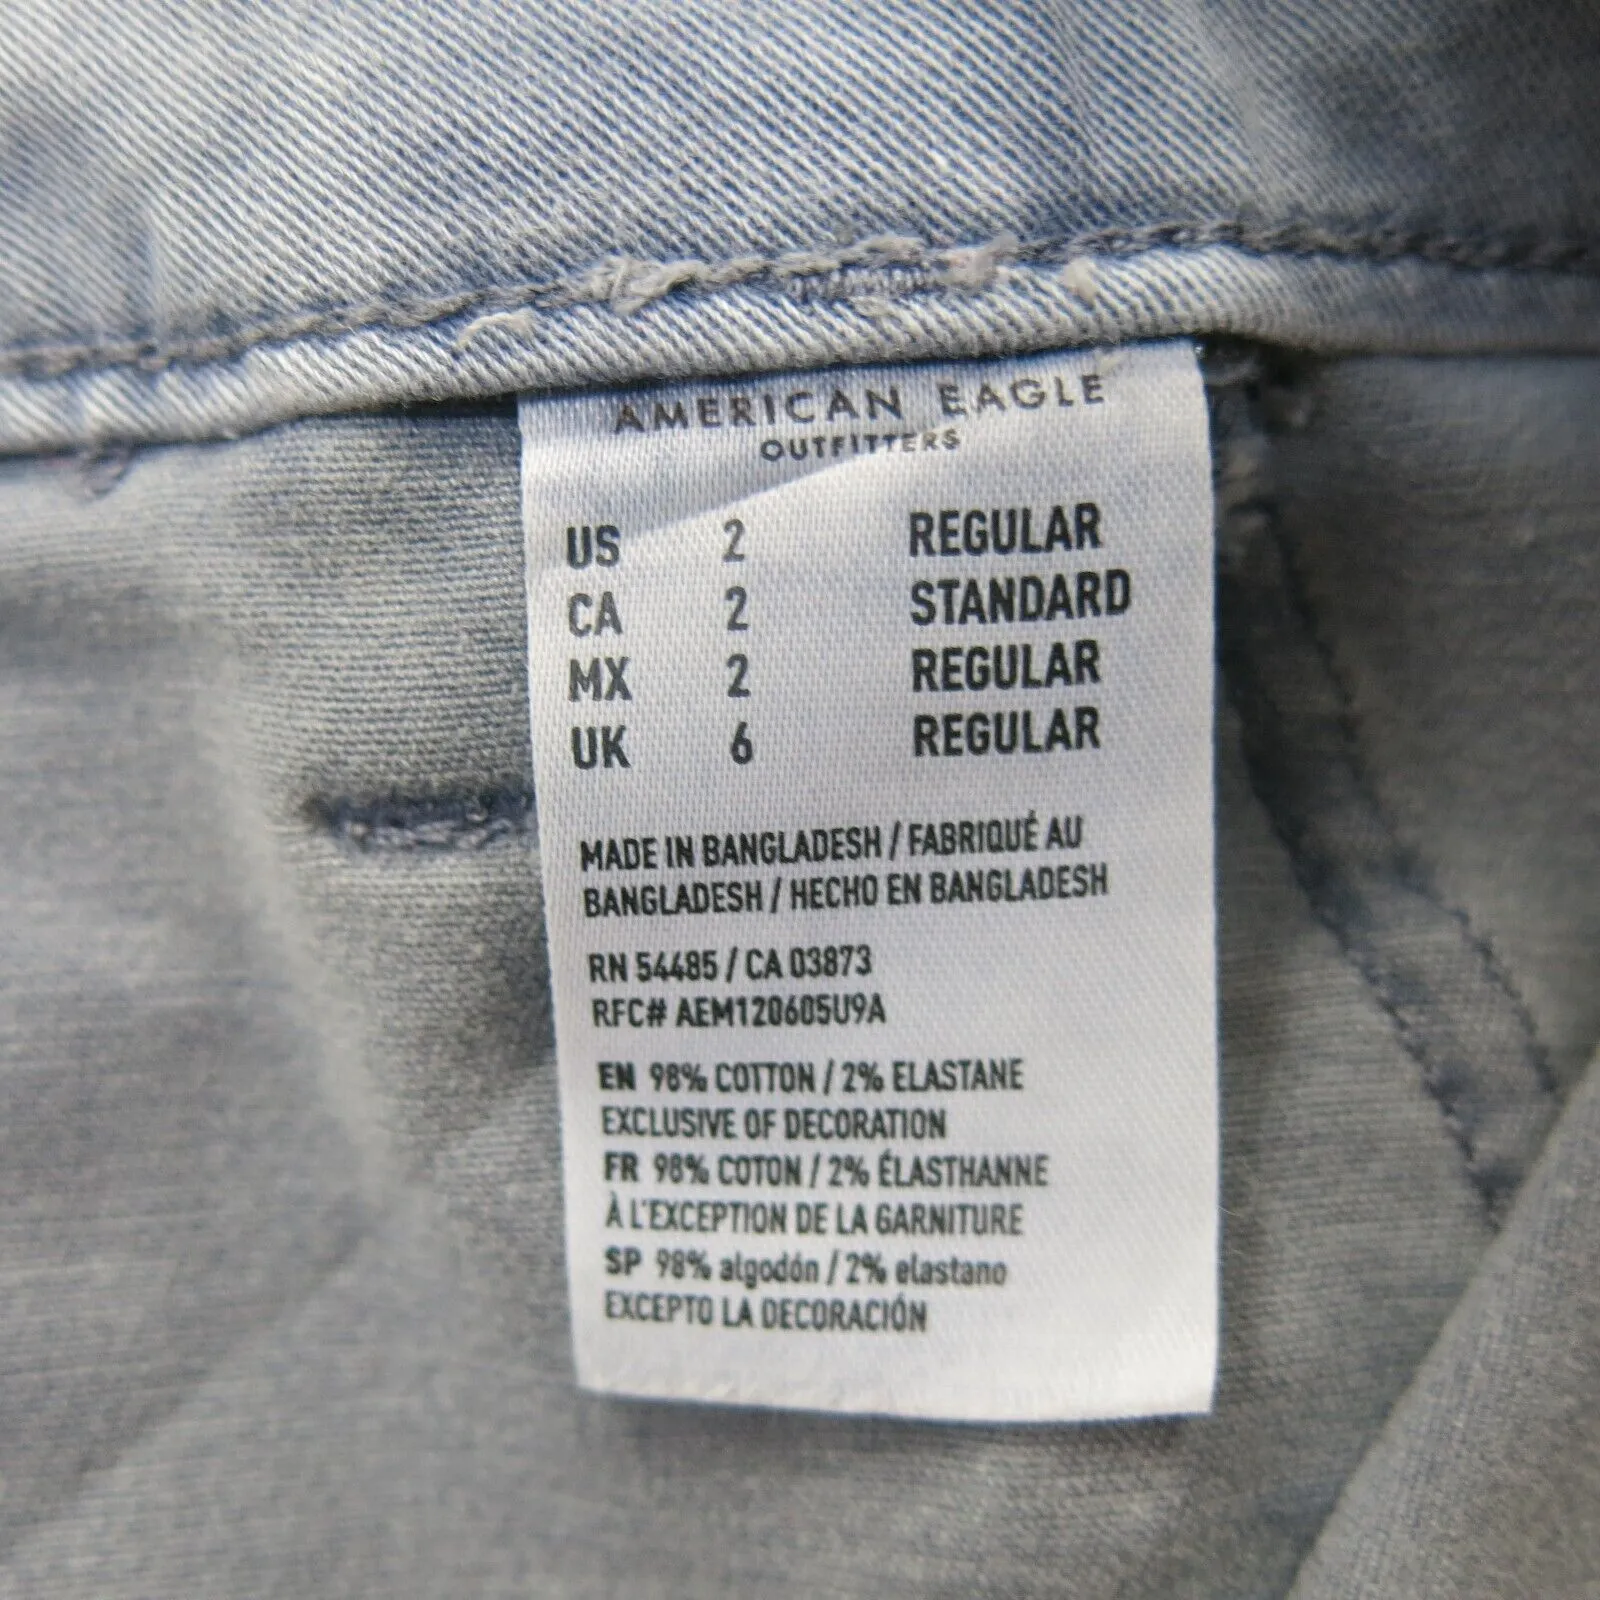 AMERICAN EAGLE
OUTFITTERS
US 2 REGULAR
CA 2 STANDARD
MX 2 REGULAR
UK 6 REGULAR
MADE IN BANGLADESH / FABRIQUÉ AU
BANGLADESH / HECHO EN BANGLADESH
RN 54485 / CA 03873
RFC# AEM120605U9A
EN 98% COTTON / 2% ELASTANE
EXCLUSIVE OF DECORATION
FR 98% COTON / 2% ÉLASTHANNE
À L'EXCEPTION DE LA GARNITURE
SP 98% algodón / 2% elastano
EXCEPTO LA DECORACIÓN